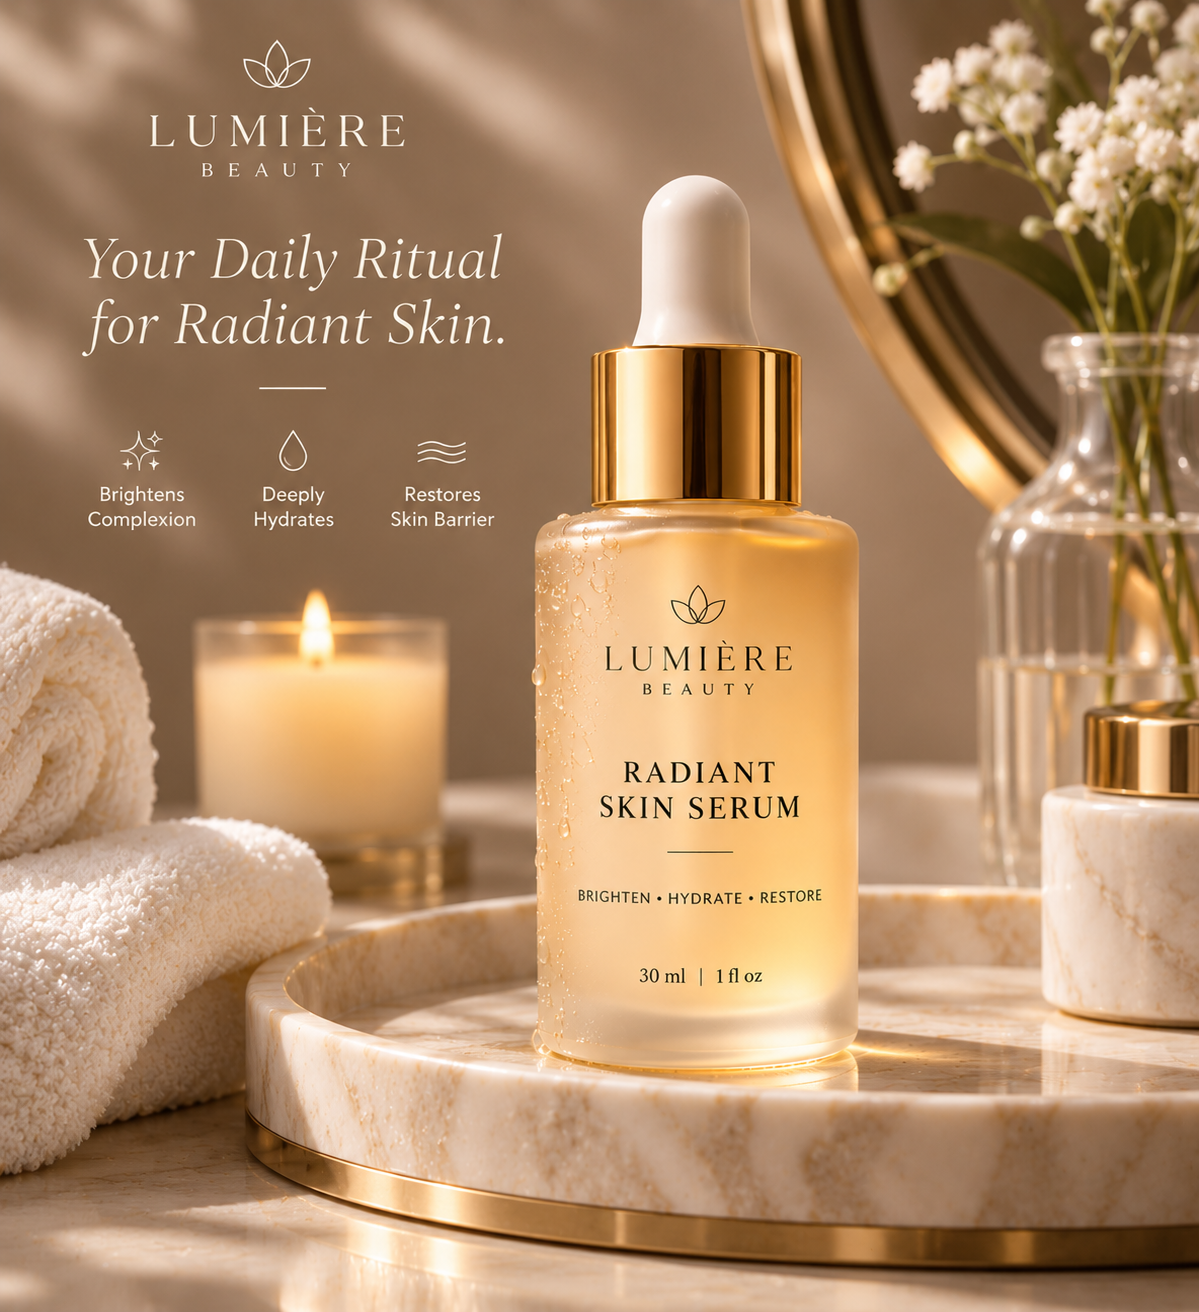 LUMIÈRE
BEAUTY
Your Daily Ritual
for Radiant Skin.
Brightens
Complexion
Deeply
Hydrates
Restores
Skin Barrier
LUMIÈRE
BEAUTY
RADIANT
SKIN SERUM
BRIGHTEN • HYDRATE • RESTORE
30 ml | 1 fl oz